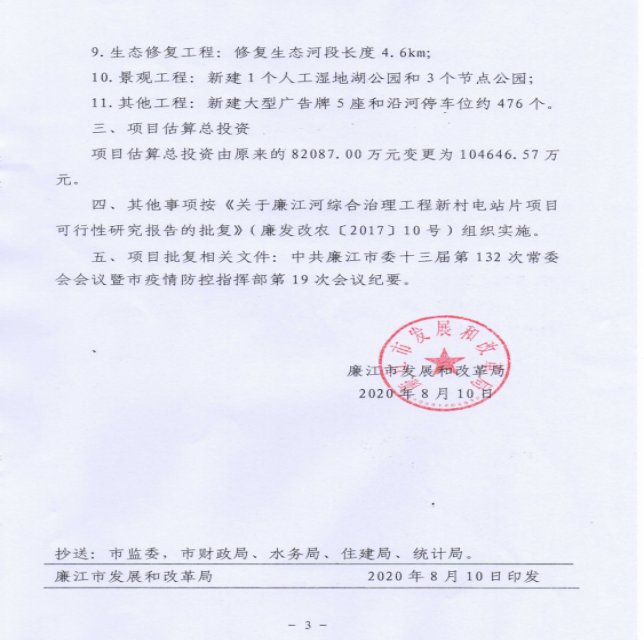 9. 生态修复工程：修复生态河段长度 4.6km;
10. 景观工程：新建 1 个人工湿地湖公园和 3 个节点公园;
11. 其他工程：新建大型广告牌 5 座和沿河停车位约 476 个。
三、项目估算总投资
项目估算总投资由原来的 82087.00 万元变更为 104646.57 万
元。
四、其他事项按《关于廉江河综合治理工程新村电站片项目
可行性研究报告的批复》（廉发改农〔2017〕10 号）组织实施。
五、项目批复相关文件：中共廉江市委十三届第 132 次常委
会会议暨市疫情防控指挥部第 19 次会议纪要。
廉江市发展和改革局
廉江市发展和改革局
2020 年 8 月 10 日
抄送：市监委，市财政局、水务局、住建局、统计局。
廉江市发展和改革局 2020 年 8 月 10 日印发
- 3 -